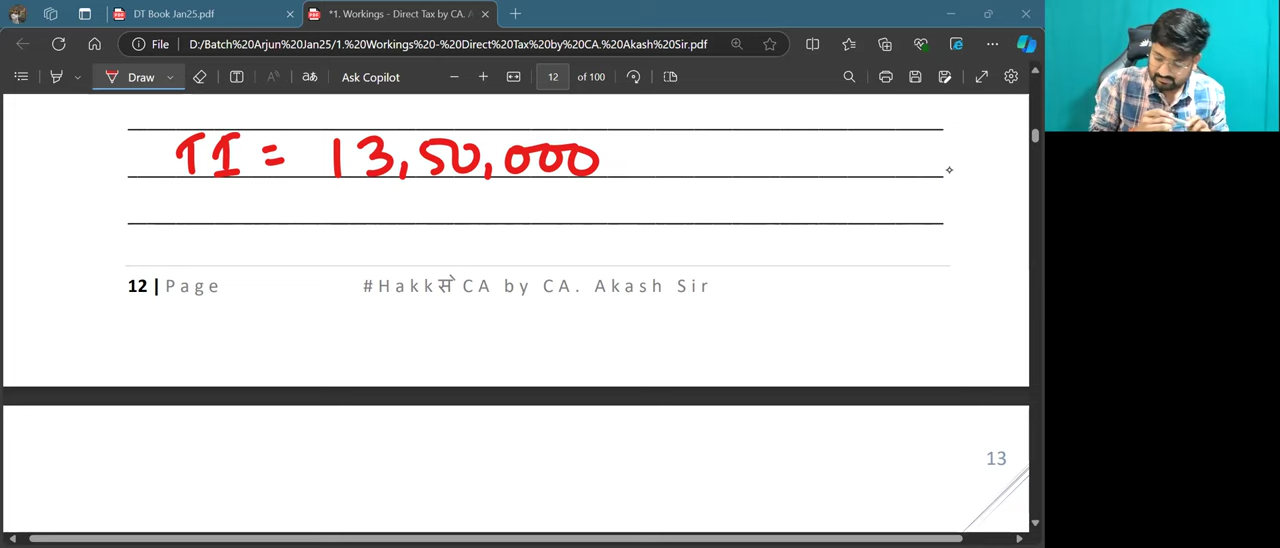 DT Book Jan25.pdf
*1. Workings - Direct Tax by CA. A
File
D:/Batch%20Arjun%20Jan25/1.%20Workings%20-%20Direct%20Tax%20by%20CA.%20Akash%20Sir.pdf
Draw
aあ
Ask Copilot
12 of 100
TI = 13,50,000
12 | Page
#Hakkसे CA by CA. Akash Sir
13